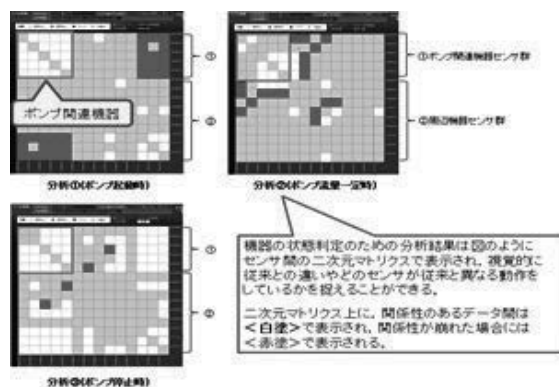 ①
②
ポンプ関連機器
分析①(ポンプ起動時)
①ポンプ関連機器センサ群
②周辺機器センサ群
分析②(ポンプ流量一定時)
①
②
分析③(ポンプ停止時)
機器の状態判定のための分析結果は図のように
センサ間の二次元マトリクスで表示され、視覚的に
従来との違いやどのセンサが従来と異なる動作を
しているかを捉えることができる。
二次元マトリクス上に、関係性のあるデータ間は
<白塗>で表示され、関係性が崩れた場合には
<赤塗>で表示される。